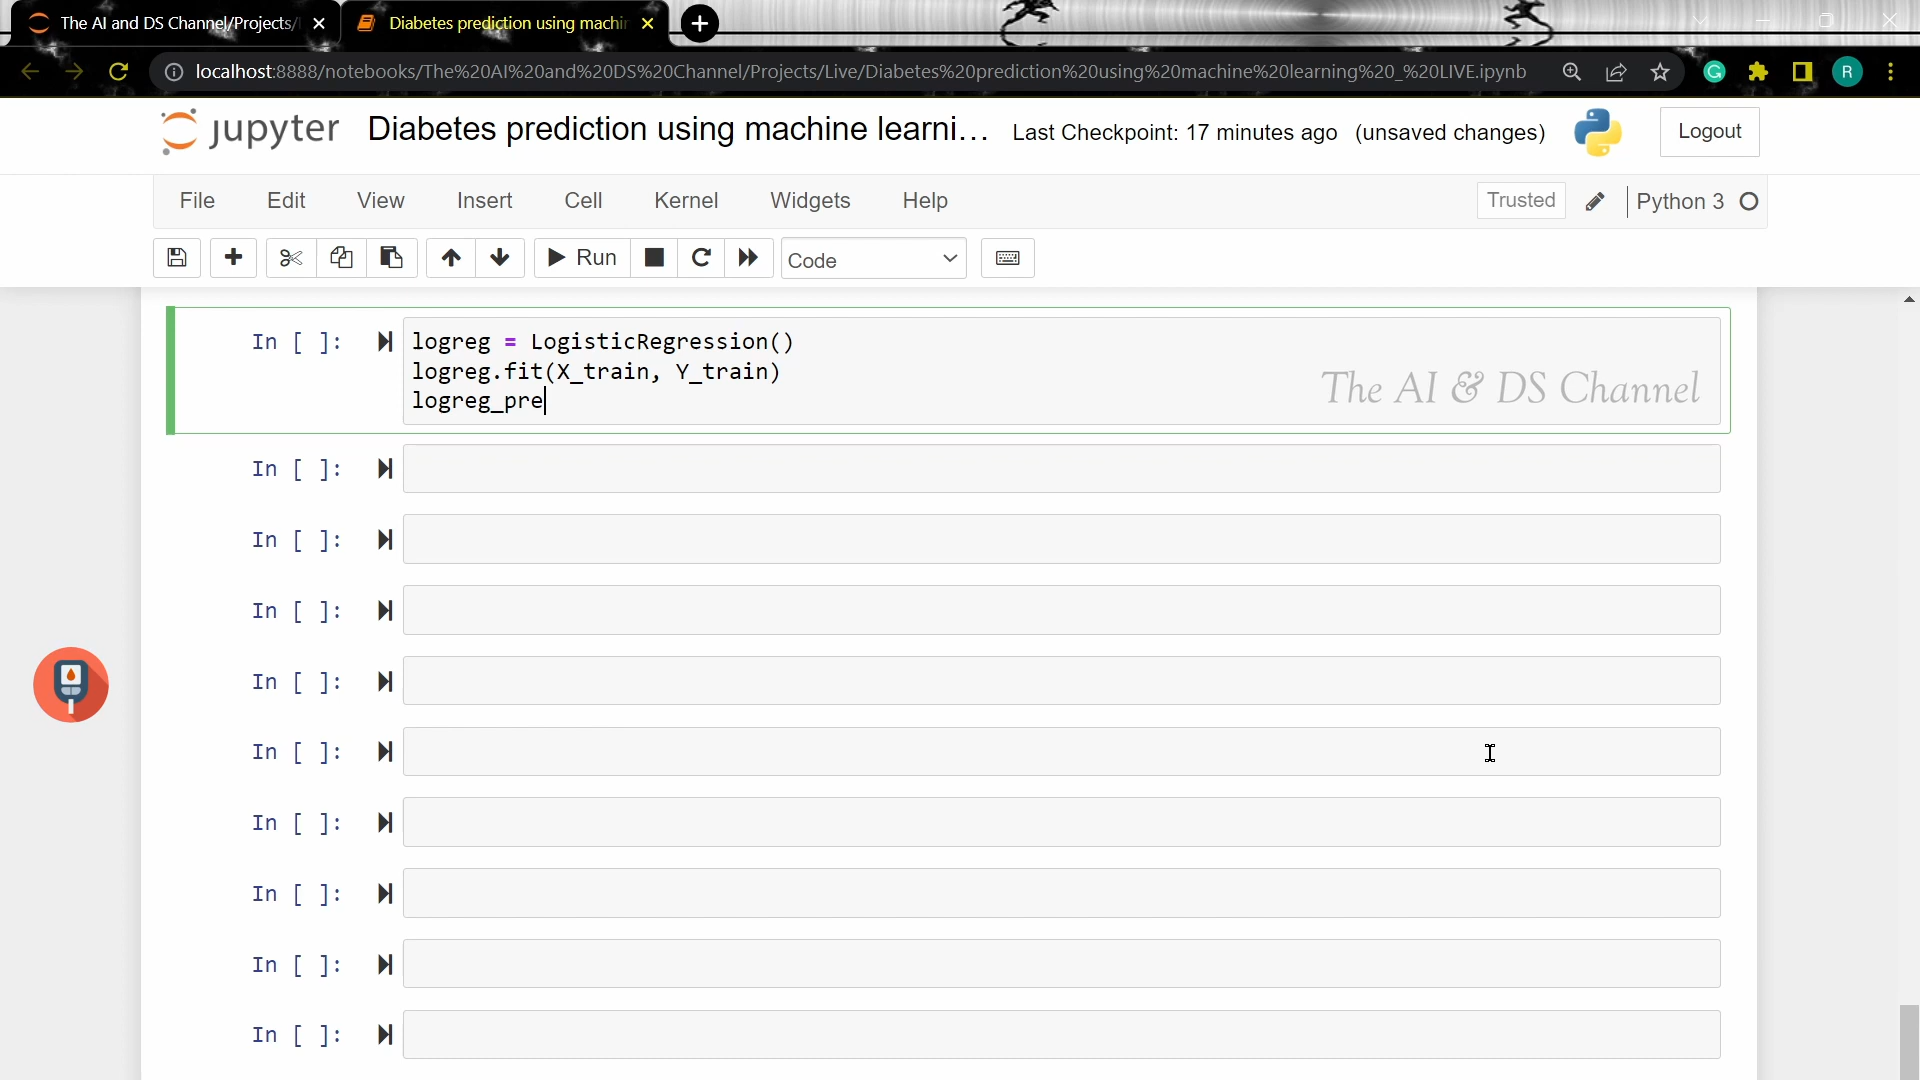 The AI and DS Channel/Projects/
Diabetes prediction using machin
localhost:8888/notebooks/The%20AI%20and%20DS%20Channel/Projects/Live/Diabetes%20prediction%20using%20machine%20learning%20_%20LIVE.ipynb
R
jupyter Diabetes prediction using machine learni... Last Checkpoint: 17 minutes ago (unsaved changes) Logout
File Edit View Insert Cell Kernel Widgets Help Trusted Python 3
Run Code
In [ ]: logreg = LogisticRegression()
logreg.fit(X_train, Y_train)
logreg_pre
The AI & DS Channel
In [ ]:
In [ ]:
In [ ]:
In [ ]:
In [ ]:
In [ ]:
In [ ]:
In [ ]:
In [ ]: